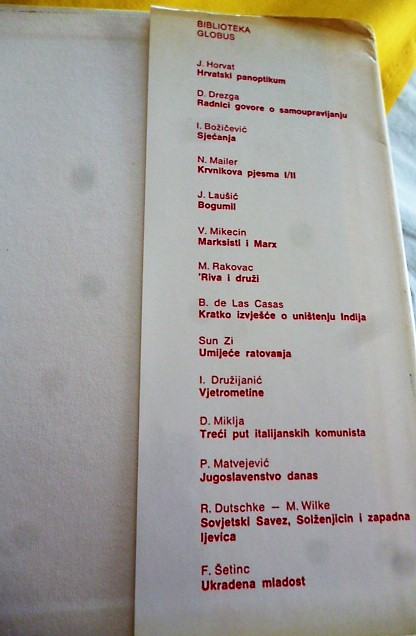 BIBLIOTEKA
GLOBUS
J. Horvat
Hrvatski panoptikum
D. Drezga
Radnici govore o samoupravljanju
I. Božičević
Sjećanja
N. Mailer
Krvnikova pjesma I/II
J. Laušić
Bogumil
V. Mikecin
Marksisti i Marx
M. Rakovac
'Riva i druži
B. de Las Casas
Kratko izvješće o uništenju Indija
Sun Zi
Umijeće ratovanja
I. Družijanić
Vjetrometine
D. Miklja
Treći put italijanskih komunista
P. Matvejević
Jugoslavenstvo danas
R. Dutschke — M. Wilke
Sovjetski Savez, Solženjicin i zapadna
ljevica
F. Šetinc
Ukradena mladost